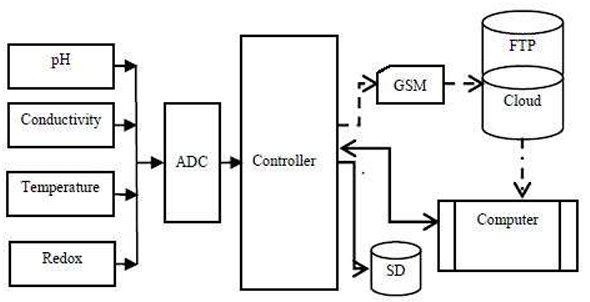 pH
Conductivity
Temperature
Redox
ADC
Controller
GSM
FTP
Cloud
Computer
SD